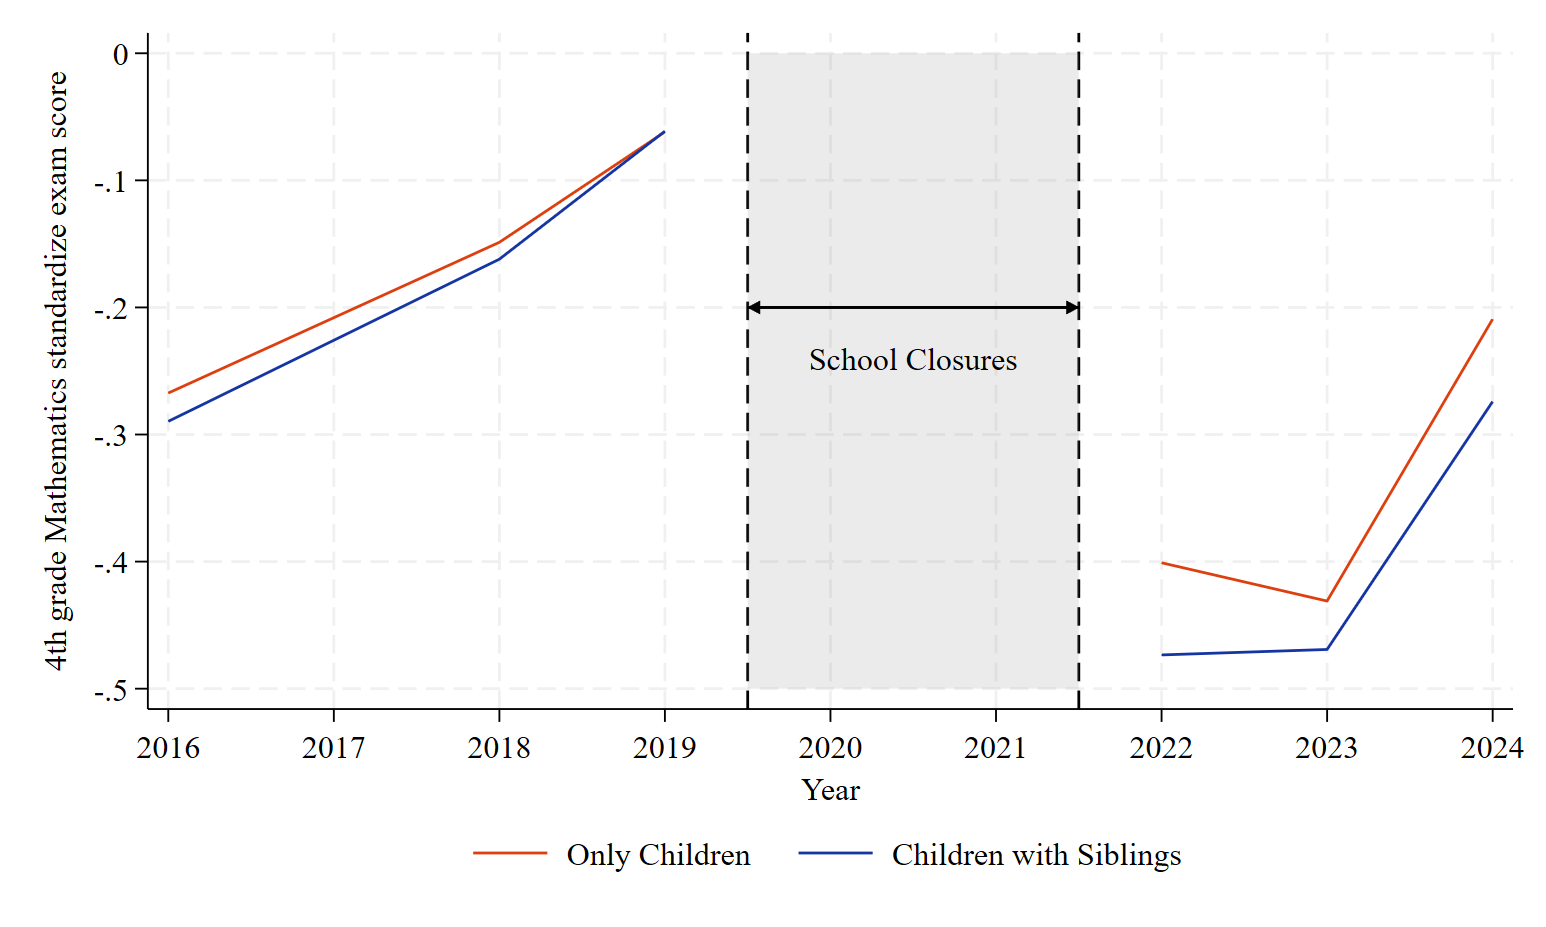 4th grade Mathematics standardize exam score
0
-.1
-.2
-.3
-.4
-.5
School Closures
2016 2017 2018 2019 2020 2021 2022 2023 2024
Year
Only Children Children with Siblings